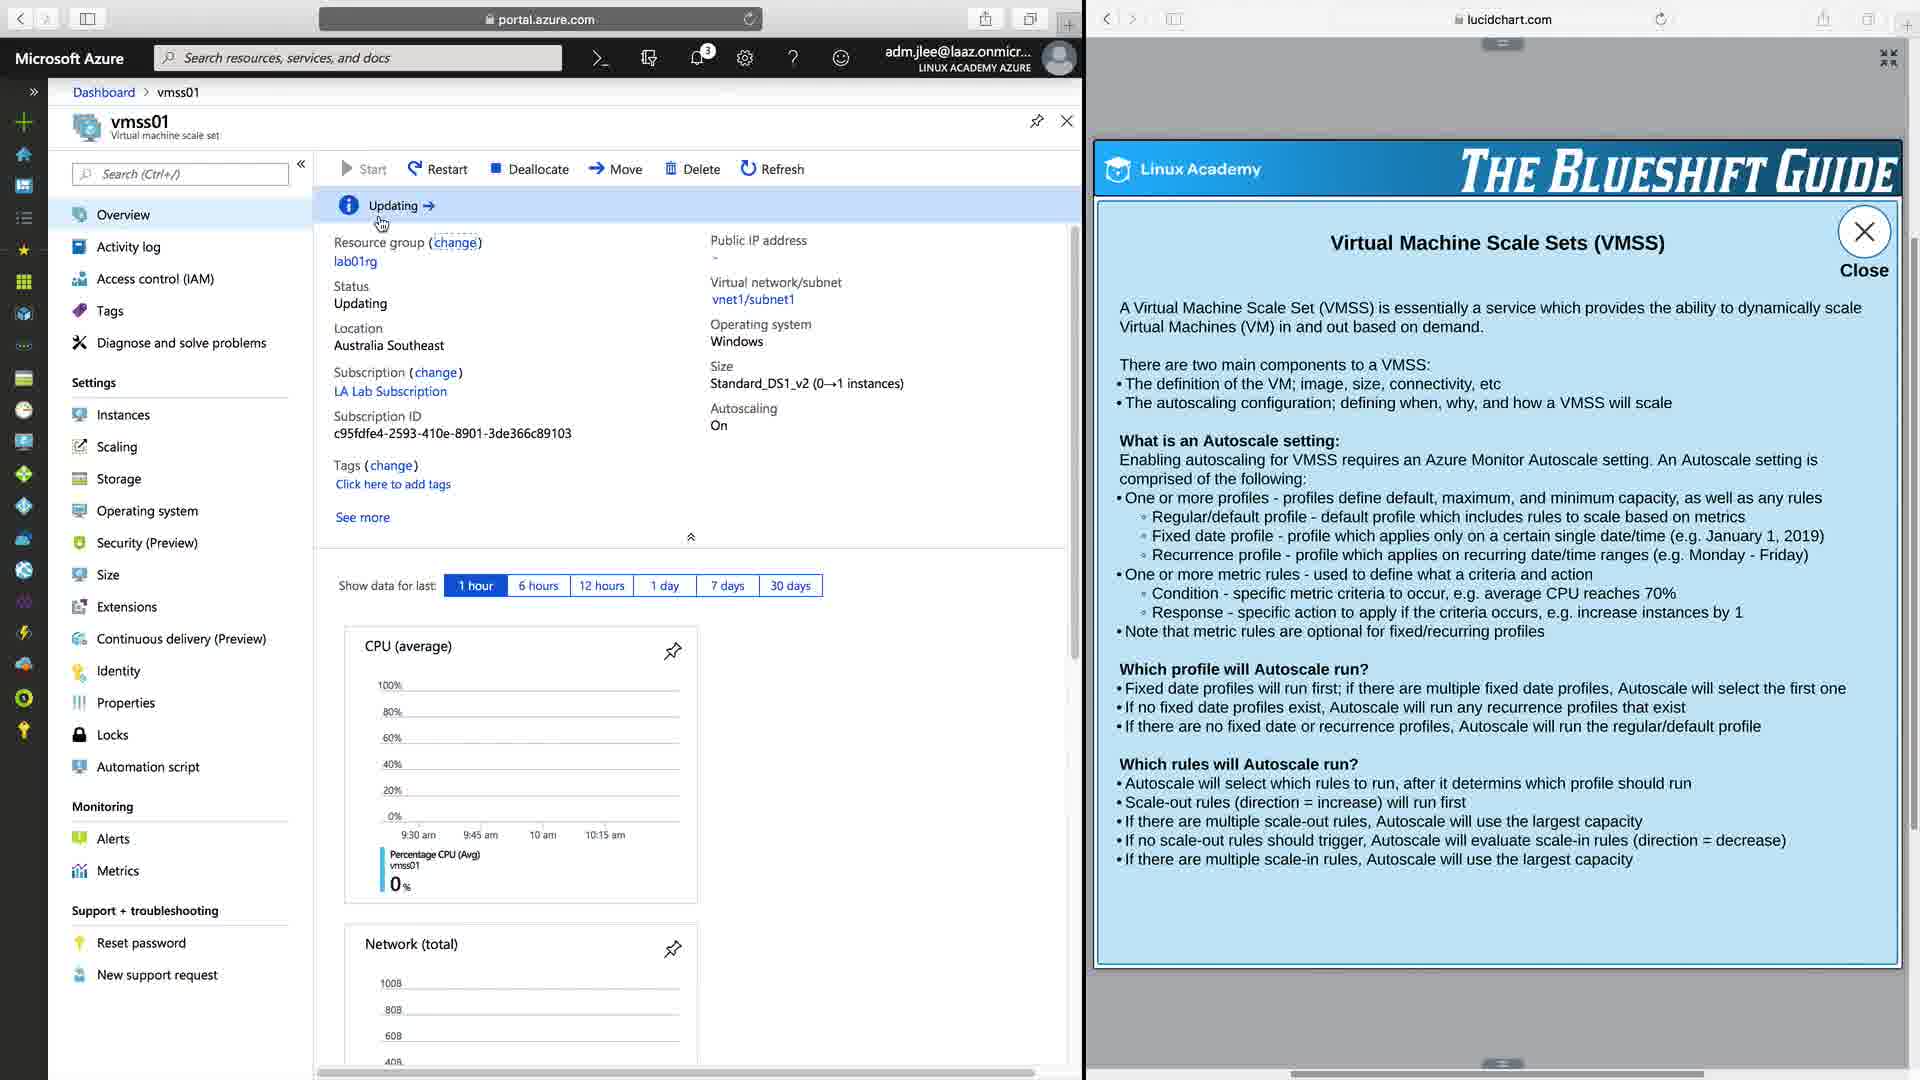 portal.azure.com
Microsoft Azure
Search resources, services, and docs
3
adm.jlee@laaz.onmicr...
LINUX ACADEMY AZURE
Dashboard > vmss01
vmss01
Virtual machine scale set
Search (Ctrl+/)
Overview
Activity log
Access control (IAM)
Tags
Diagnose and solve problems
Settings
Instances
Scaling
Storage
Operating system
Security (Preview)
Size
Extensions
Continuous delivery (Preview)
Identity
Properties
Locks
Automation script
Monitoring
Alerts
Metrics
Support + troubleshooting
Reset password
New support request
Start
Restart
Deallocate
Move
Delete
Refresh
Updating →
Resource group (change)
lab01rg
Status
Updating
Location
Australia Southeast
Subscription (change)
LA Lab Subscription
Subscription ID
c95fdfe4-2593-410e-8901-3de366c89103
Tags (change)
Click here to add tags
See more
Public IP address
-
Virtual network/subnet
vnet1/subnet1
Operating system
Windows
Size
Standard_DS1_v2 (0→1 instances)
Autoscaling
On
Show data for last:
1 hour
6 hours
12 hours
1 day
7 days
30 days
CPU (average)
100%
80%
60%
40%
20%
0%
9:30 am
9:45 am
10 am
10:15 am
Percentage CPU (Avg)
vmss01
0 %
Network (total)
100B
80B
60B
40B
lucidchart.com
Linux Academy
THE BLUESHIFT GUIDE
Virtual Machine Scale Sets (VMSS)
Close
A Virtual Machine Scale Set (VMSS) is essentially a service which provides the ability to dynamically scale
Virtual Machines (VM) in and out based on demand.
There are two main components to a VMSS:
• The definition of the VM; image, size, connectivity, etc
• The autoscaling configuration; defining when, why, and how a VMSS will scale
What is an Autoscale setting:
Enabling autoscaling for VMSS requires an Azure Monitor Autoscale setting. An Autoscale setting is
comprised of the following:
• One or more profiles - profiles define default, maximum, and minimum capacity, as well as any rules
◦ Regular/default profile - default profile which includes rules to scale based on metrics
◦ Fixed date profile - profile which applies only on a certain single date/time (e.g. January 1, 2019)
◦ Recurrence profile - profile which applies on recurring date/time ranges (e.g. Monday - Friday)
• One or more metric rules - used to define what a criteria and action
◦ Condition - specific metric criteria to occur, e.g. average CPU reaches 70%
◦ Response - specific action to apply if the criteria occurs, e.g. increase instances by 1
• Note that metric rules are optional for fixed/recurring profiles
Which profile will Autoscale run?
• Fixed date profiles will run first; if there are multiple fixed date profiles, Autoscale will select the first one
• If no fixed date profiles exist, Autoscale will run any recurrence profiles that exist
• If there are no fixed date or recurrence profiles, Autoscale will run the regular/default profile
Which rules will Autoscale run?
• Autoscale will select which rules to run, after it determins which profile should run
• Scale-out rules (direction = increase) will run first
• If there are multiple scale-out rules, Autoscale will use the largest capacity
• If no scale-out rules should trigger, Autoscale will evaluate scale-in rules (direction = decrease)
• If there are multiple scale-in rules, Autoscale will use the largest capacity